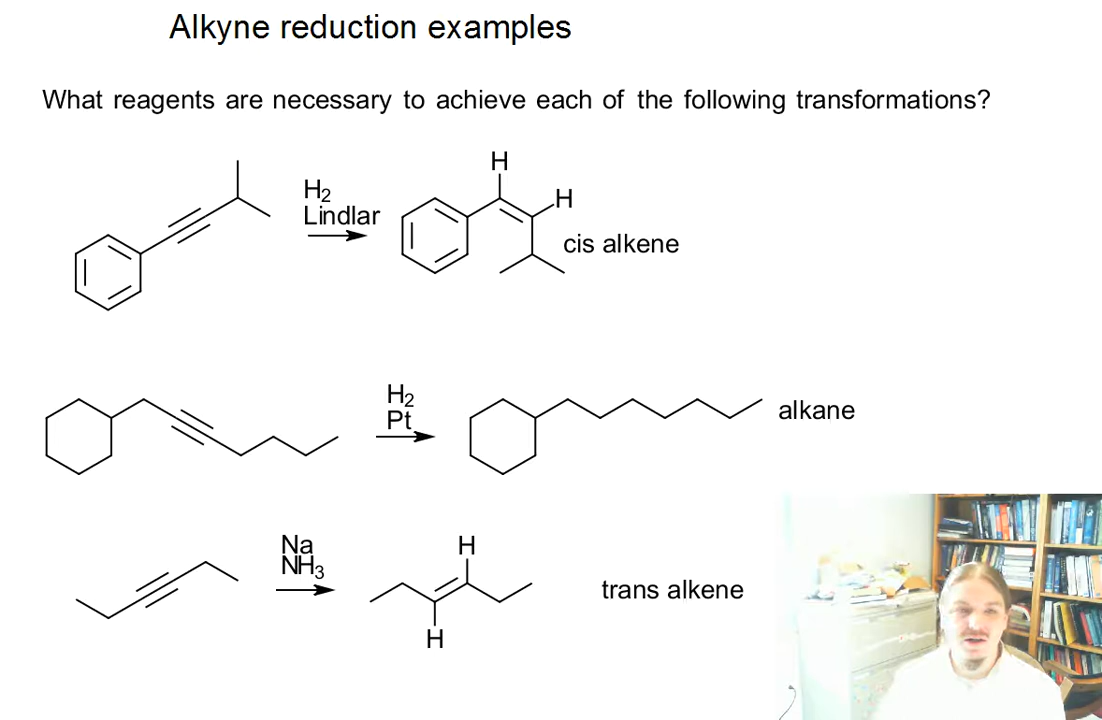 Alkyne reduction examples
What reagents are necessary to achieve each of the following transformations?
H
H₂
H
Lindlar
cis alkene
H₂
Pt
alkane
Na
H
NH₃
trans alkene
H